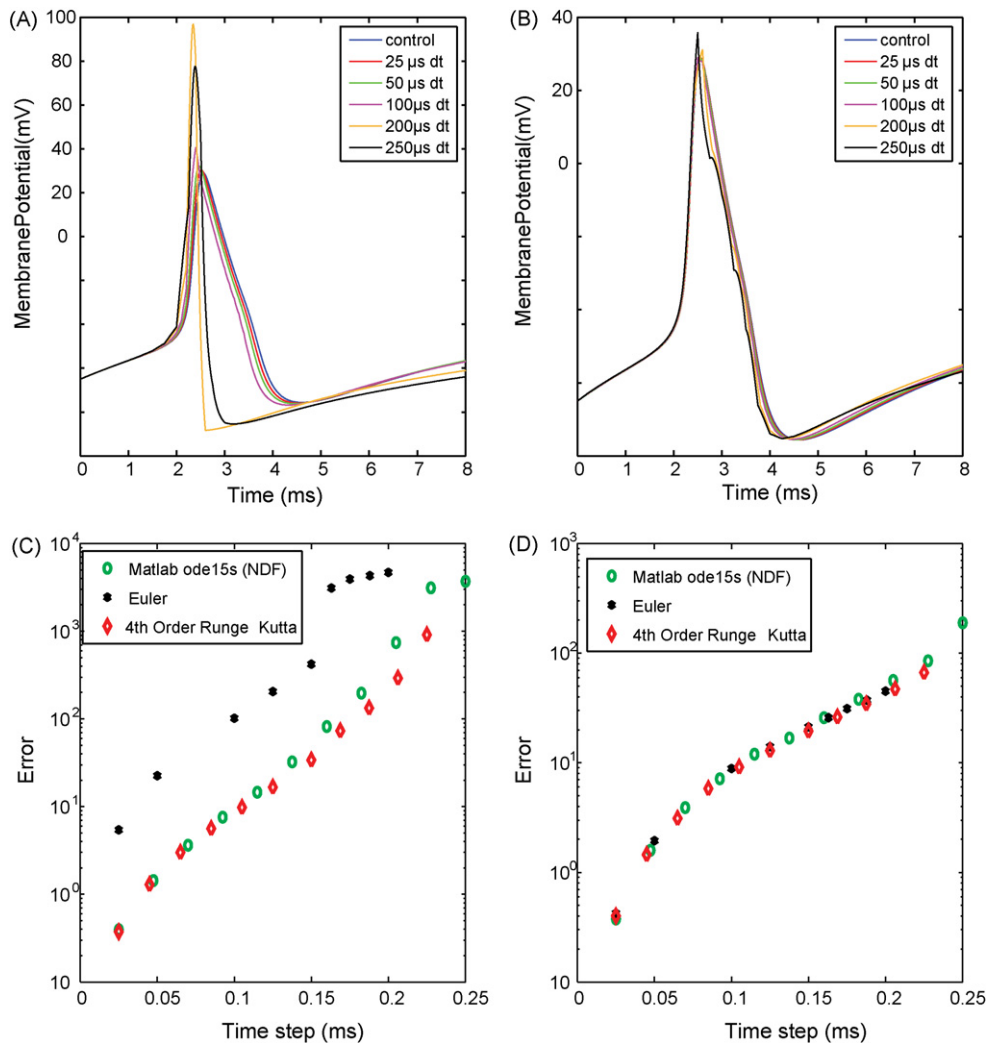 (A)
100
80
60
40
20
0
MembranePotential(mV)
control
25 µs dt
50 µs dt
100µs dt
200µs dt
250µs dt
0 1 2 3 4 5 6 7 8
Time (ms)
(B)
40
20
0
MembranePotential(mV)
control
25 µs dt
50 µs dt
100µs dt
200µs dt
250µs dt
0 1 2 3 4 5 6 7 8
Time (ms)
(C)
10^4
10^3
10^2
10^1
10^0
10
Error
Matlab ode15s (NDF)
Euler
4th Order Runge Kutta
0 0.05 0.1 0.15 0.2 0.25
Time step (ms)
(D)
10^3
10^2
10^1
10^0
10
Error
Matlab ode15s (NDF)
Euler
4th Order Runge Kutta
0.05 0.1 0.15 0.2 0.25
Time step (ms)